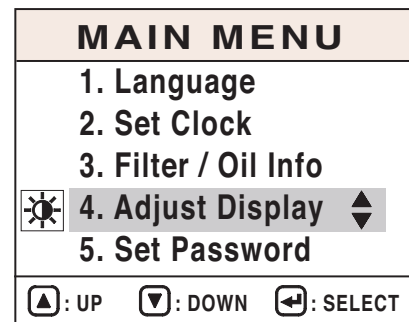 MAIN MENU
1. Language
2. Set Clock
3. Filter / Oil Info
4. Adjust Display
5. Set Password
: UP : DOWN : SELECT